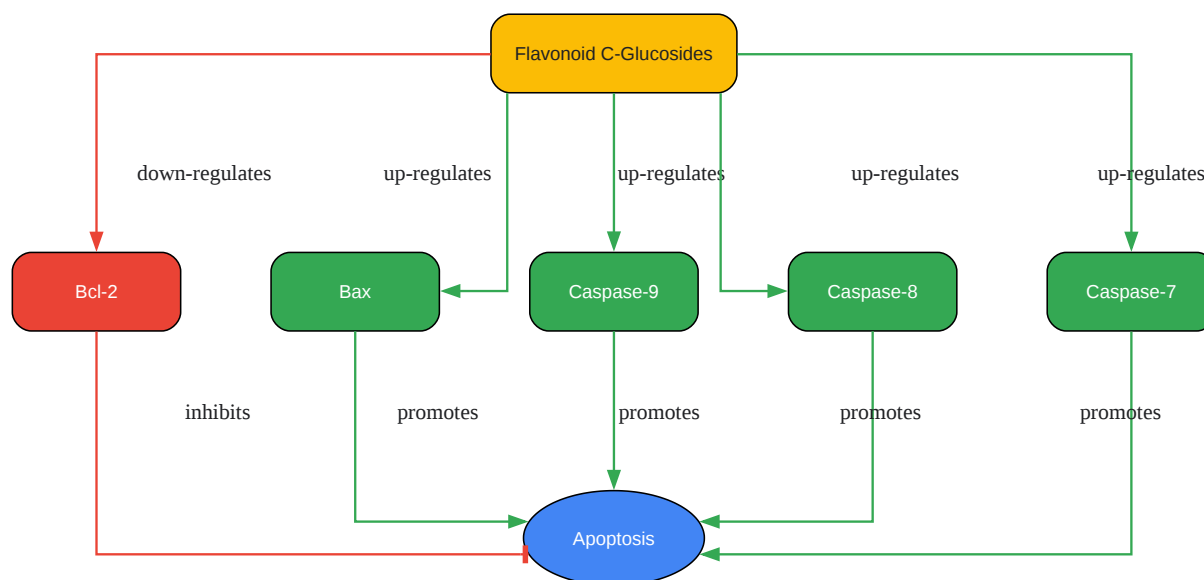 Flavonoid C-Glucosides
down-regulates
up-regulates
up-regulates
up-regulates
up-regulates
Bcl-2
Bax
Caspase-9
Caspase-8
Caspase-7
inhibits
promotes
promotes
promotes
promotes
Apoptosis